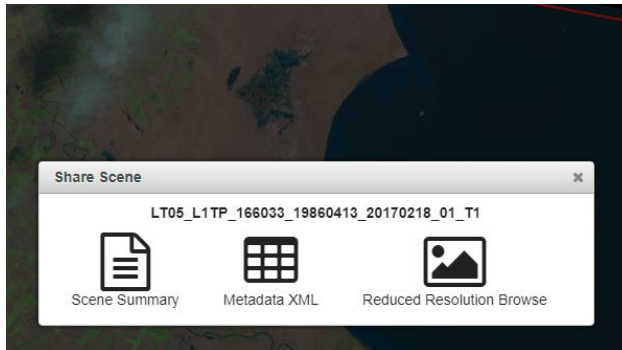 Share Scene
LT05_L1TP_166033_19860413_20170218_01_T1
Scene Summary Metadata XML Reduced Resolution Browse